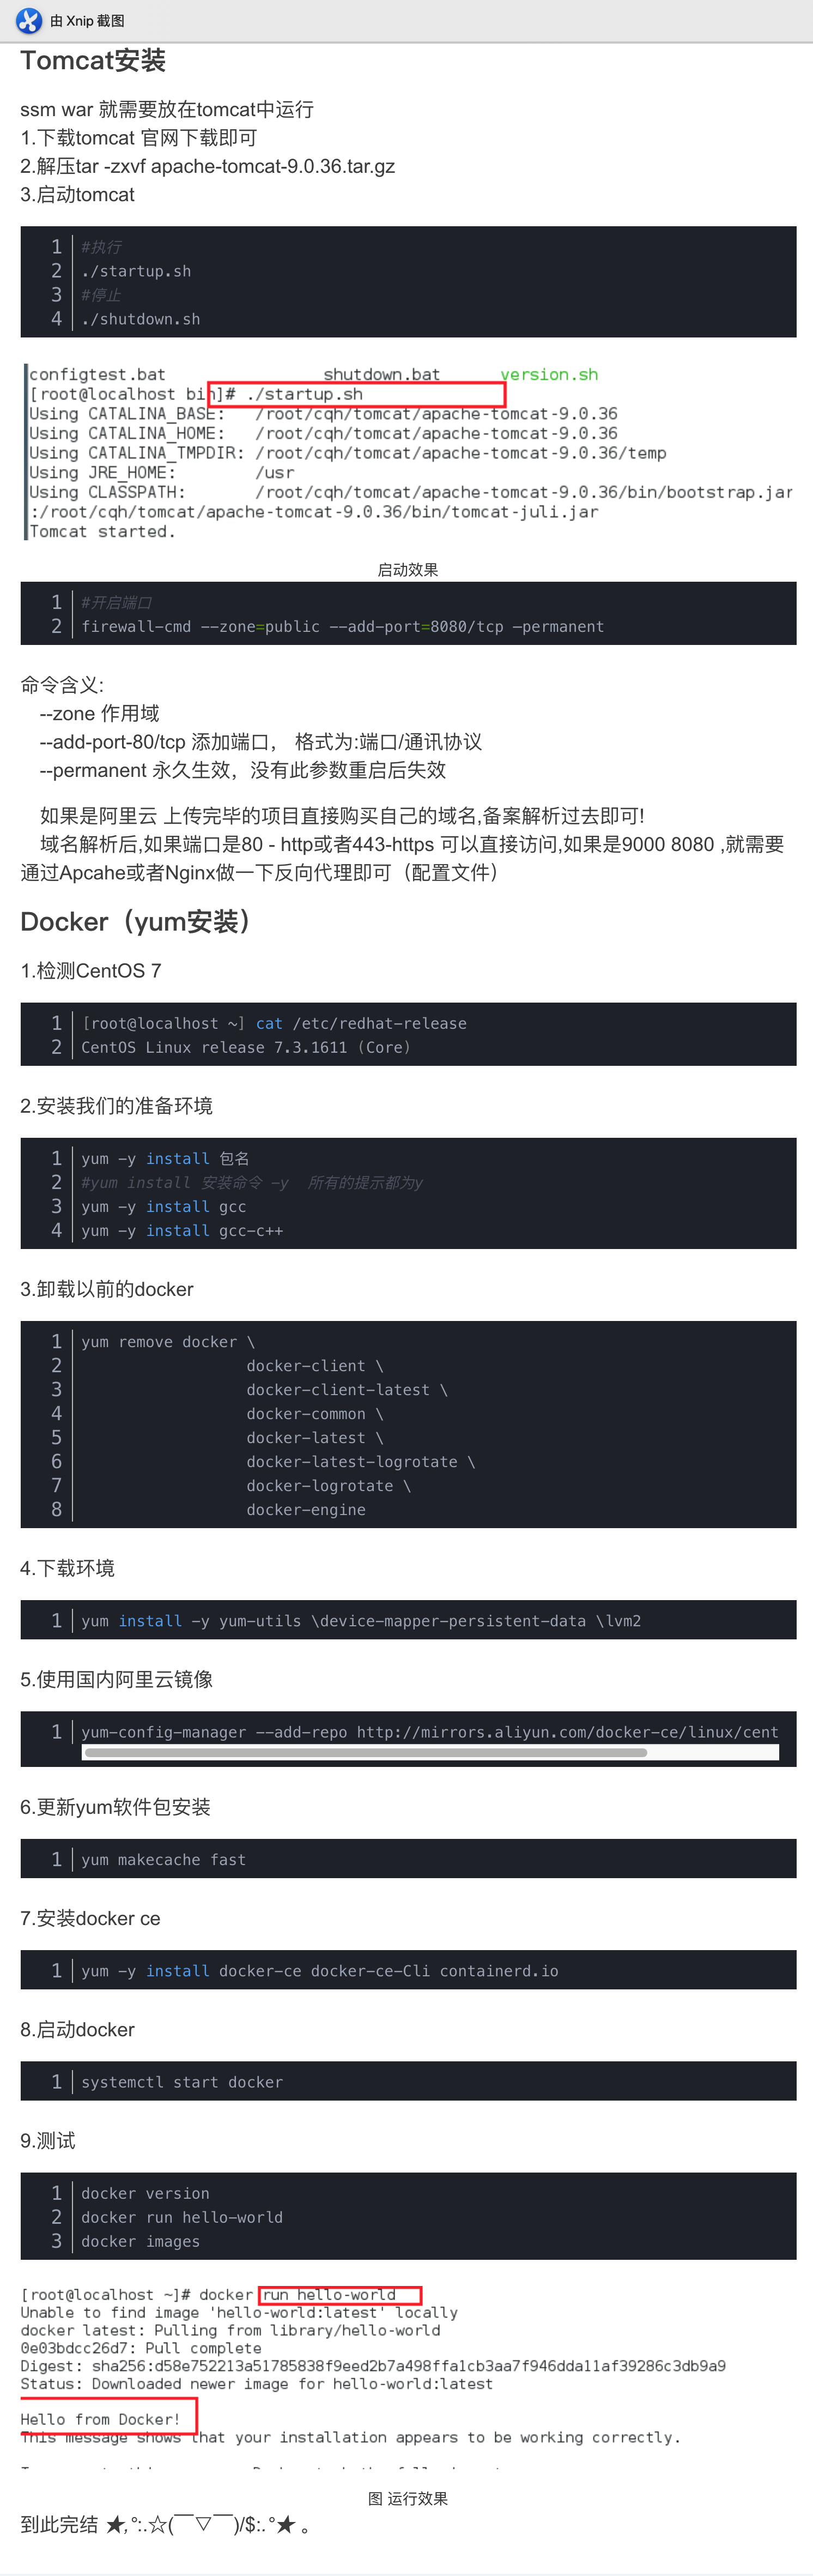 由 Xnip 截图
Tomcat安装
ssm war 就需要放在tomcat中运行
1.下载tomcat 官网下载即可
2.解压tar -zxvf apache-tomcat-9.0.36.tar.gz
3.启动tomcat
1 #执行
2 ./startup.sh
3 #停止
4 ./shutdown.sh
configtest.bat shutdown.bat version.sh
[root@localhost bin]# ./startup.sh
Using CATALINA_BASE: /root/cqh/tomcat/apache-tomcat-9.0.36
Using CATALINA_HOME: /root/cqh/tomcat/apache-tomcat-9.0.36
Using CATALINA_TMPDIR: /root/cqh/tomcat/apache-tomcat-9.0.36/temp
Using JRE_HOME: /usr
Using CLASSPATH: /root/cqh/tomcat/apache-tomcat-9.0.36/bin/bootstrap.jar
:/root/cqh/tomcat/apache-tomcat-9.0.36/bin/tomcat-juli.jar
Tomcat started.
启动效果
1 #开启端口
2 firewall-cmd --zone=public --add-port=8080/tcp —permanent
命令含义:
--zone 作用域
--add-port-80/tcp 添加端口， 格式为:端口/通讯协议
--permanent 永久生效，没有此参数重启后失效
如果是阿里云 上传完毕的项目直接购买自己的域名,备案解析过去即可!
域名解析后,如果端口是80 - http或者443-https 可以直接访问,如果是9000 8080 ,就需要
通过Apcahe或者Nginx做一下反向代理即可（配置文件）
Docker（yum安装）
1.检测CentOS 7
1 [root@localhost ~] cat /etc/redhat-release
2 CentOS Linux release 7.3.1611 (Core)
2.安装我们的准备环境
1 yum -y install 包名
2 #yum install 安装命令 -y 所有的提示都为y
3 yum -y install gcc
4 yum -y install gcc-c++
3.卸载以前的docker
1 yum remove docker \
2 docker-client \
3 docker-client-latest \
4 docker-common \
5 docker-latest \
6 docker-latest-logrotate \
7 docker-logrotate \
8 docker-engine
4.下载环境
1 yum install -y yum-utils \device-mapper-persistent-data \lvm2
5.使用国内阿里云镜像
1 yum-config-manager --add-repo http://mirrors.aliyun.com/docker-ce/linux/cent
6.更新yum软件包安装
1 yum makecache fast
7.安装docker ce
1 yum -y install docker-ce docker-ce-Cli containerd.io
8.启动docker
1 systemctl start docker
9.测试
1 docker version
2 docker run hello-world
3 docker images
[root@localhost ~]# docker run hello-world
Unable to find image 'hello-world:latest' locally
docker latest: Pulling from library/hello-world
0e03bdcc26d7: Pull complete
Digest: sha256:d58e752213a51785838f9eed2b7a498ffa1cb3aa7f946dda11af39286c3db9a9
Status: Downloaded newer image for hello-world:latest
Hello from Docker!
This message shows that your installation appears to be working correctly.
图 运行效果
到此完结 ★,°:.☆(￣▽￣)/$:.°★ 。